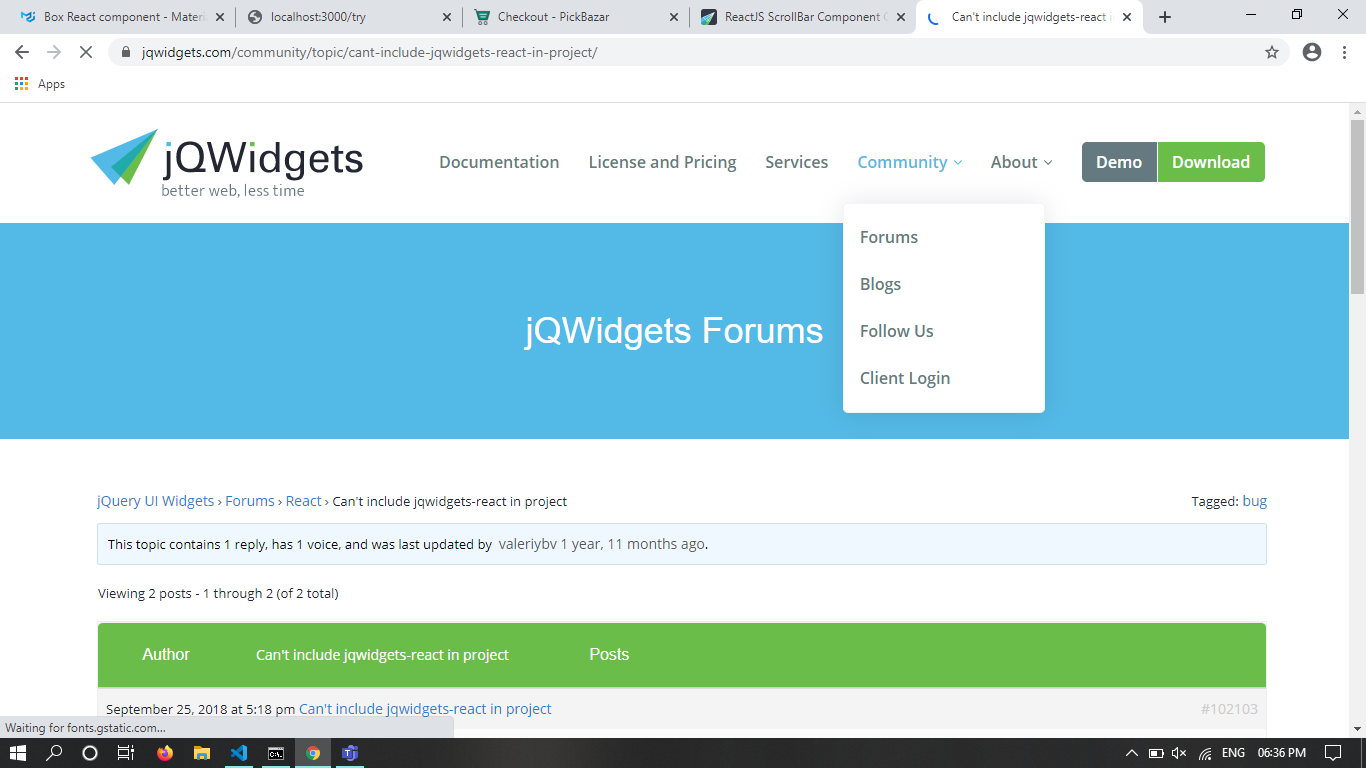 Box React component - Materi
localhost:3000/try
Checkout - PickBazar
ReactJS ScrollBar Component
Can't include jqwidgets-react i
jqwidgets.com/community/topic/cant-include-jqwidgets-react-in-project/
Apps
jQWidgets
better web, less time
Documentation License and Pricing Services Community About Demo Download
Forums
Blogs
Follow Us
Client Login
jQWidgets Forums
jQuery UI Widgets › Forums › React › Can't include jqwidgets-react in project
Tagged: bug
This topic contains 1 reply, has 1 voice, and was last updated by valeriybv 1 year, 11 months ago.
Viewing 2 posts - 1 through 2 (of 2 total)
Author Can't include jqwidgets-react in project Posts
September 25, 2018 at 5:18 pm Can't include jqwidgets-react in project #102103
Waiting for fonts.gstatic.com...
ENG 06:36 PM